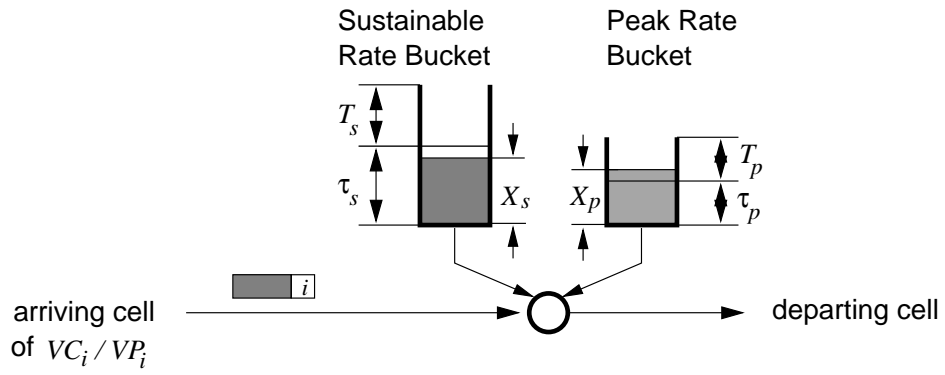 Sustainable
Rate Bucket
Peak Rate
Bucket
T_s
τ_s
X_s
X_p
T_p
τ_p
i
arriving cell
of VC_i / VP_i
departing cell